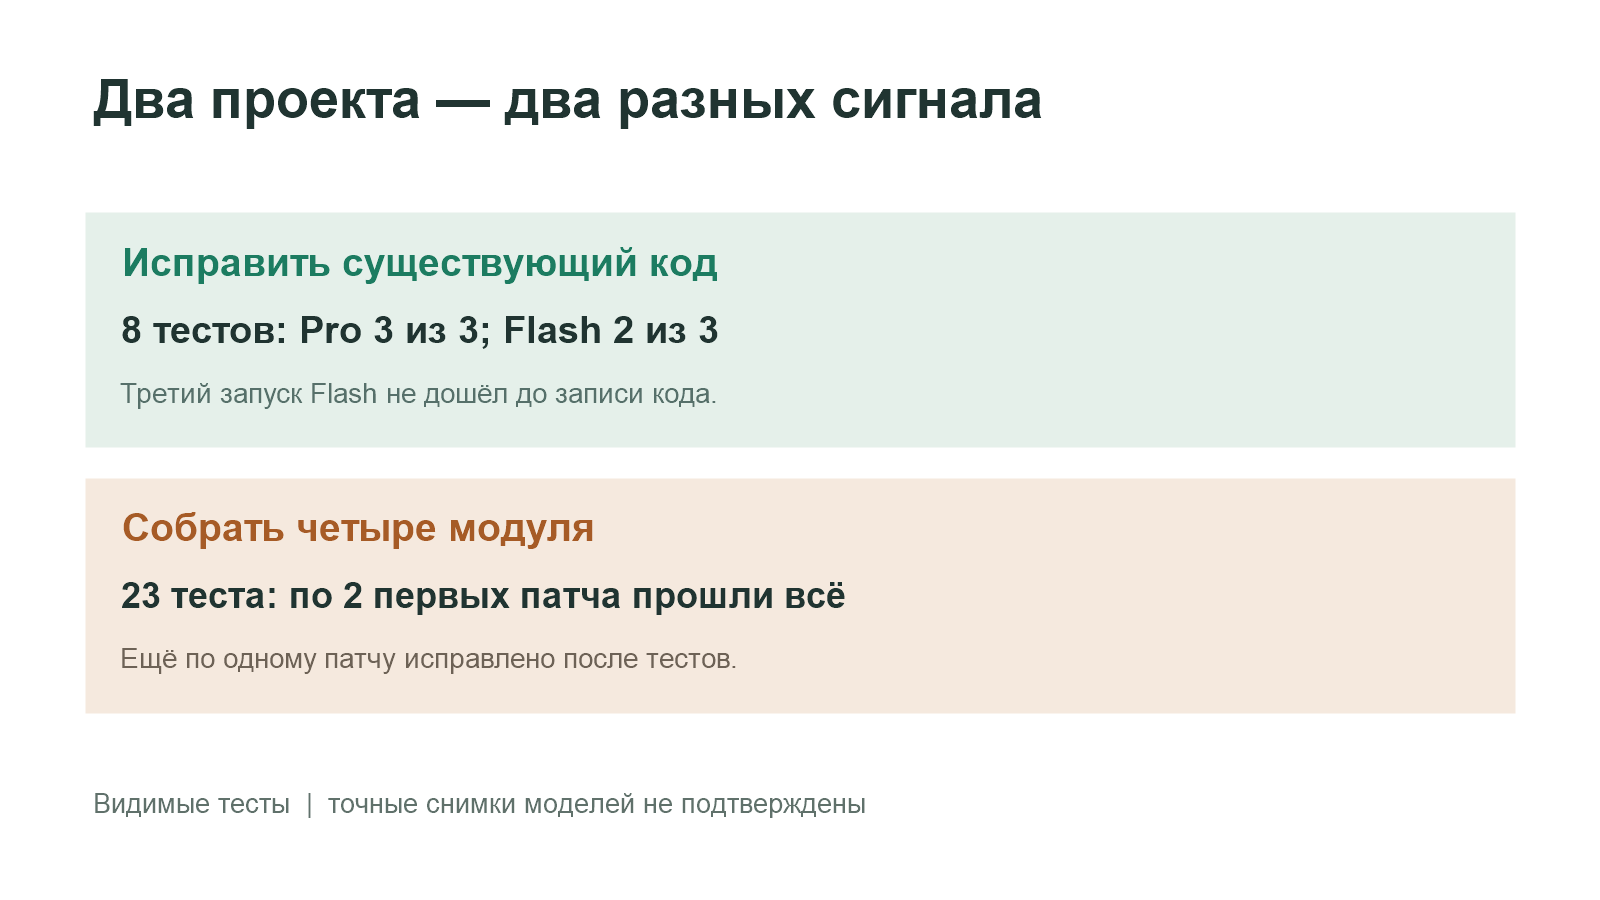 Два проекта — два разных сигнала
Исправить существующий код
8 тестов: Pro 3 из 3; Flash 2 из 3
Третий запуск Flash не дошёл до записи кода.
Собрать четыре модуля
23 теста: по 2 первых патча прошли всё
Ещё по одному патчу исправлено после тестов.
Видимые тесты | точные снимки моделей не подтверждены